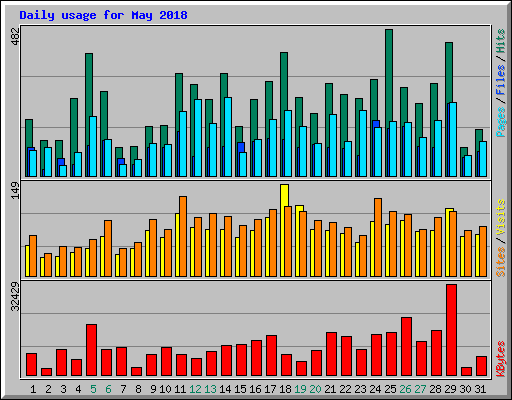 Daily usage for May 2018
482
Pages / Files / Hits
149
Sites / Visits
32429
KBytes
1 2 3 4 5 6 7 8 9 10 11 12 13 14 15 16 17 18 19 20 21 22 23 24 25 26 27 28 29 30 31